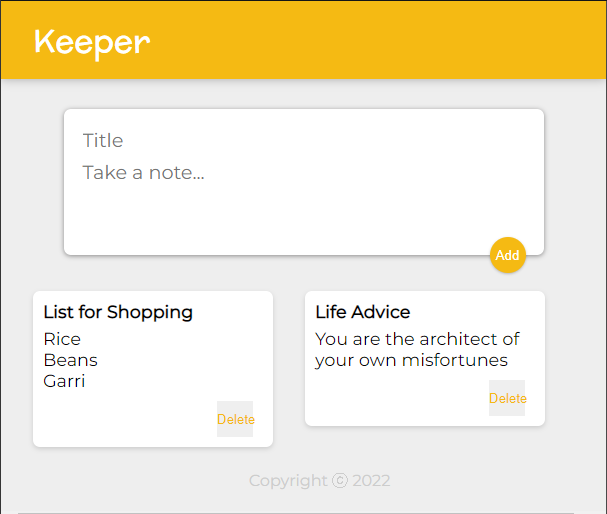 Keeper
Title
Take a note...
Add
List for Shopping
Rice
Beans
Garri
Delete
Life Advice
You are the architect of
your own misfortunes
Delete
Copyright ⓒ 2022